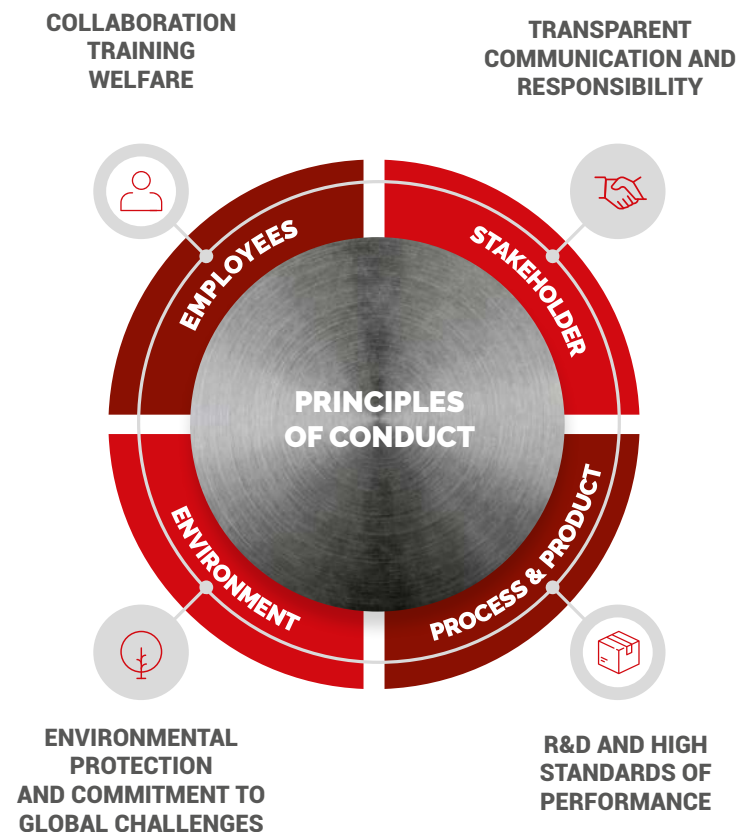 COLLABORATION
TRAINING
WELFARE
TRANSPARENT
COMMUNICATION AND
RESPONSIBILITY
EMPLOYEES
STAKEHOLDER
PRINCIPLES
OF CONDUCT
ENVIRONMENT
PROCESS & PRODUCT
ENVIRONMENTAL
PROTECTION
AND COMMITMENT TO
GLOBAL CHALLENGES
R&D AND HIGH
STANDARDS OF
PERFORMANCE